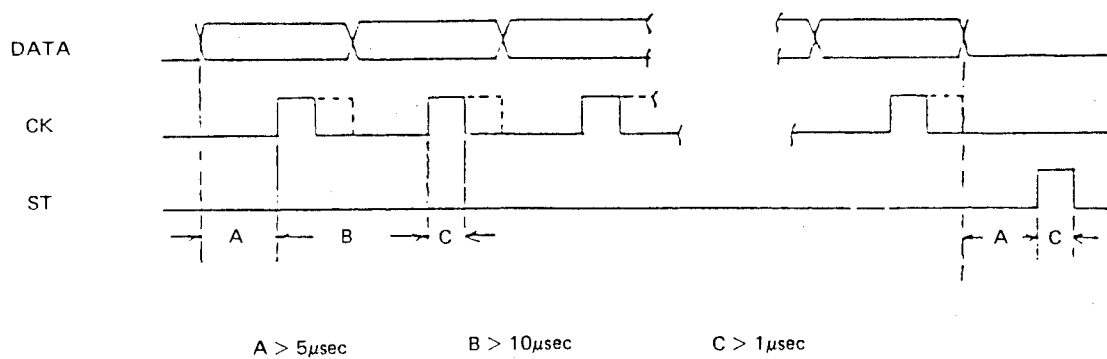 DATA
CK
ST
A B C A C
A > 5μsec B > 10μsec C > 1μsec